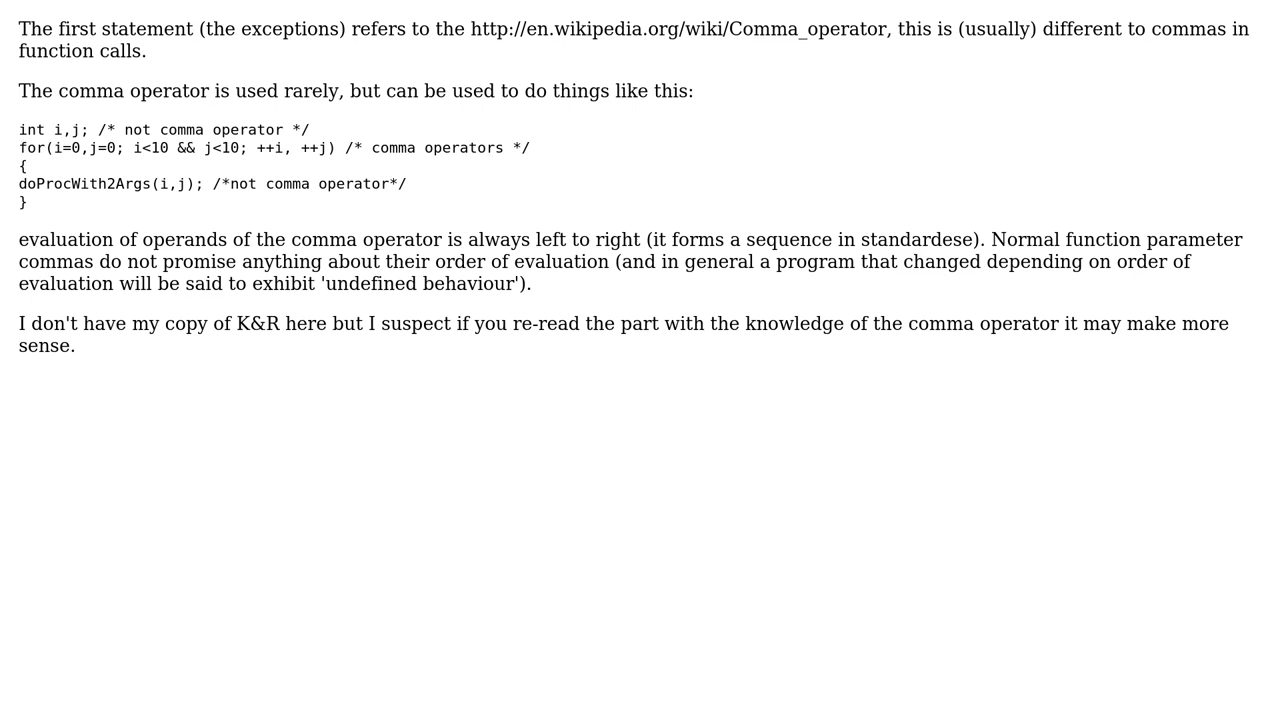 The first statement (the exceptions) refers to the http://en.wikipedia.org/wiki/Comma_operator, this is (usually) different to commas in
function calls.
The comma operator is used rarely, but can be used to do things like this:
int i,j; /* not comma operator */
for(i=0,j=0; i<10 && j<10; ++i, ++j) /* comma operators */
{
doProcWith2Args(i,j); /*not comma operator*/
}
evaluation of operands of the comma operator is always left to right (it forms a sequence in standardese). Normal function parameter
commas do not promise anything about their order of evaluation (and in general a program that changed depending on order of
evaluation will be said to exhibit 'undefined behaviour').
I don't have my copy of K&R here but I suspect if you re-read the part with the knowledge of the comma operator it may make more
sense.